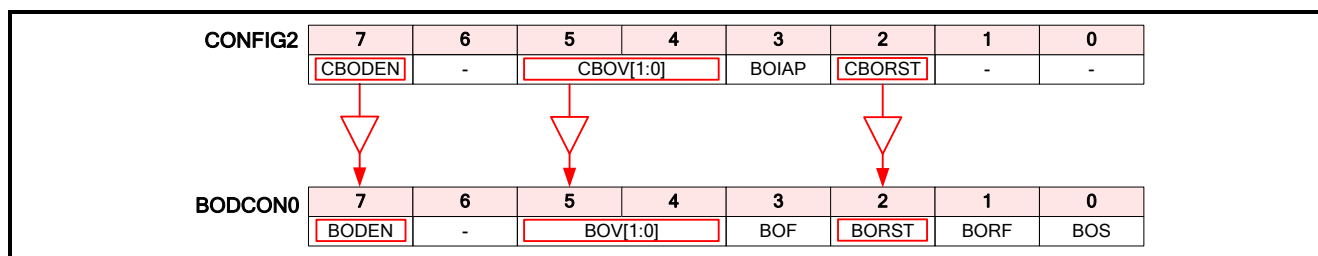 CONFIG2 7 6 5 4 3 2 1 0
CBODEN - CBOV[1:0] BOIAP CBORST - -
BODCON0 7 6 5 4 3 2 1 0
BODEN - BOV[1:0] BOF BORST BORF BOS